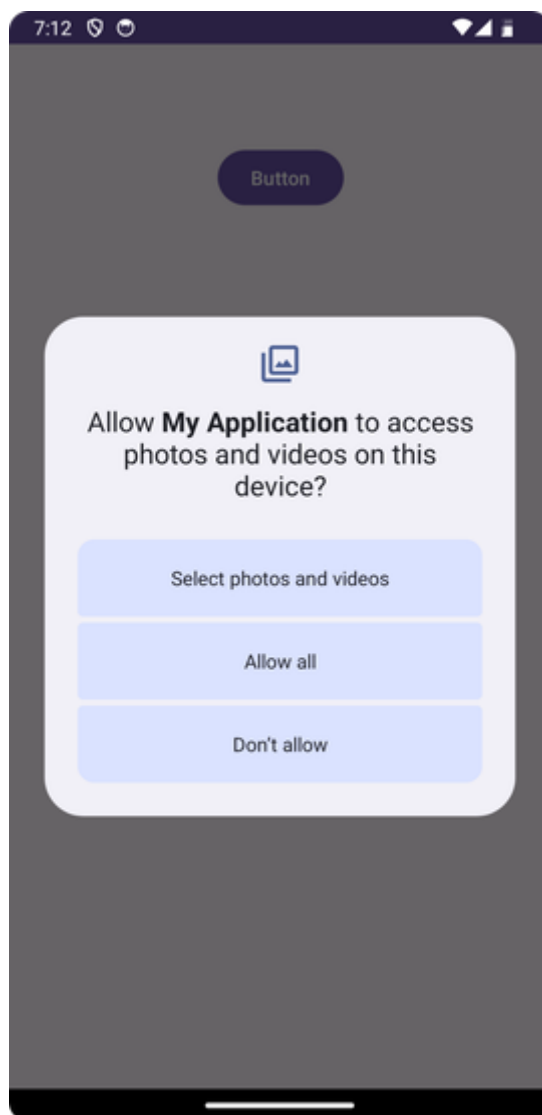 7:12
Button
Allow My Application to access
photos and videos on this
device?
Select photos and videos
Allow all
Don't allow